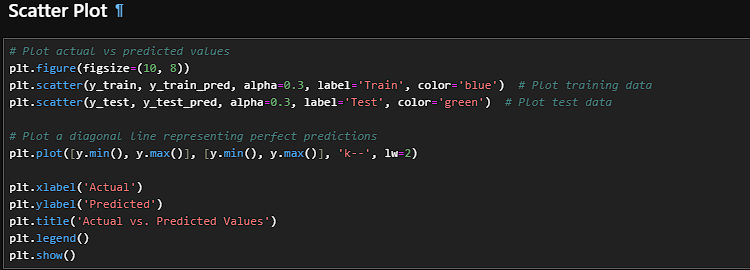 Scatter Plot ¶
# Plot actual vs predicted values
plt.figure(figsize=(10, 8))
plt.scatter(y_train, y_train_pred, alpha=0.3, label='Train', color='blue')  # Plot training data
plt.scatter(y_test, y_test_pred, alpha=0.3, label='Test', color='green')  # Plot test data
# Plot a diagonal line representing perfect predictions
plt.plot([y.min(), y.max()], [y.min(), y.max()], 'k--', lw=2)
plt.xlabel('Actual')
plt.ylabel('Predicted')
plt.title('Actual vs. Predicted Values')
plt.legend()
plt.show()